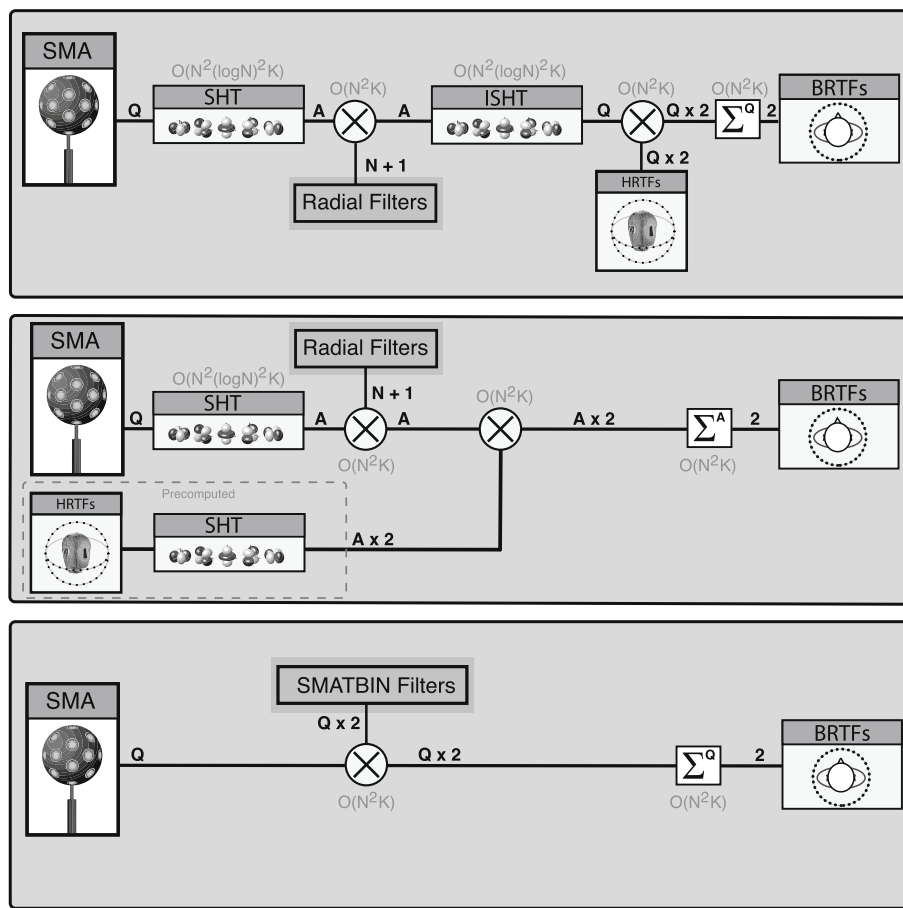 SMA
O(N²(logN)²K)
SHT
O(N²K)
O(N²(logN)²K)
ISHT
O(N²K)
O(N²K)
BRTFs
Q
A
A
Q
Q x 2
Σ^Q
2
N + 1
Radial Filters
Q x 2
HRTFs
SMA
Radial Filters
O(N²(logN)²K)
SHT
N + 1
O(N²K)
BRTFs
Q
A
A
A x 2
Σ^A
2
O(N²K)
O(N²K)
Precomputed
HRTFs
SHT
A x 2
SMA
SMATBIN Filters
Q x 2
BRTFs
Q
Q x 2
Σ^Q
2
O(N²K)
O(N²K)